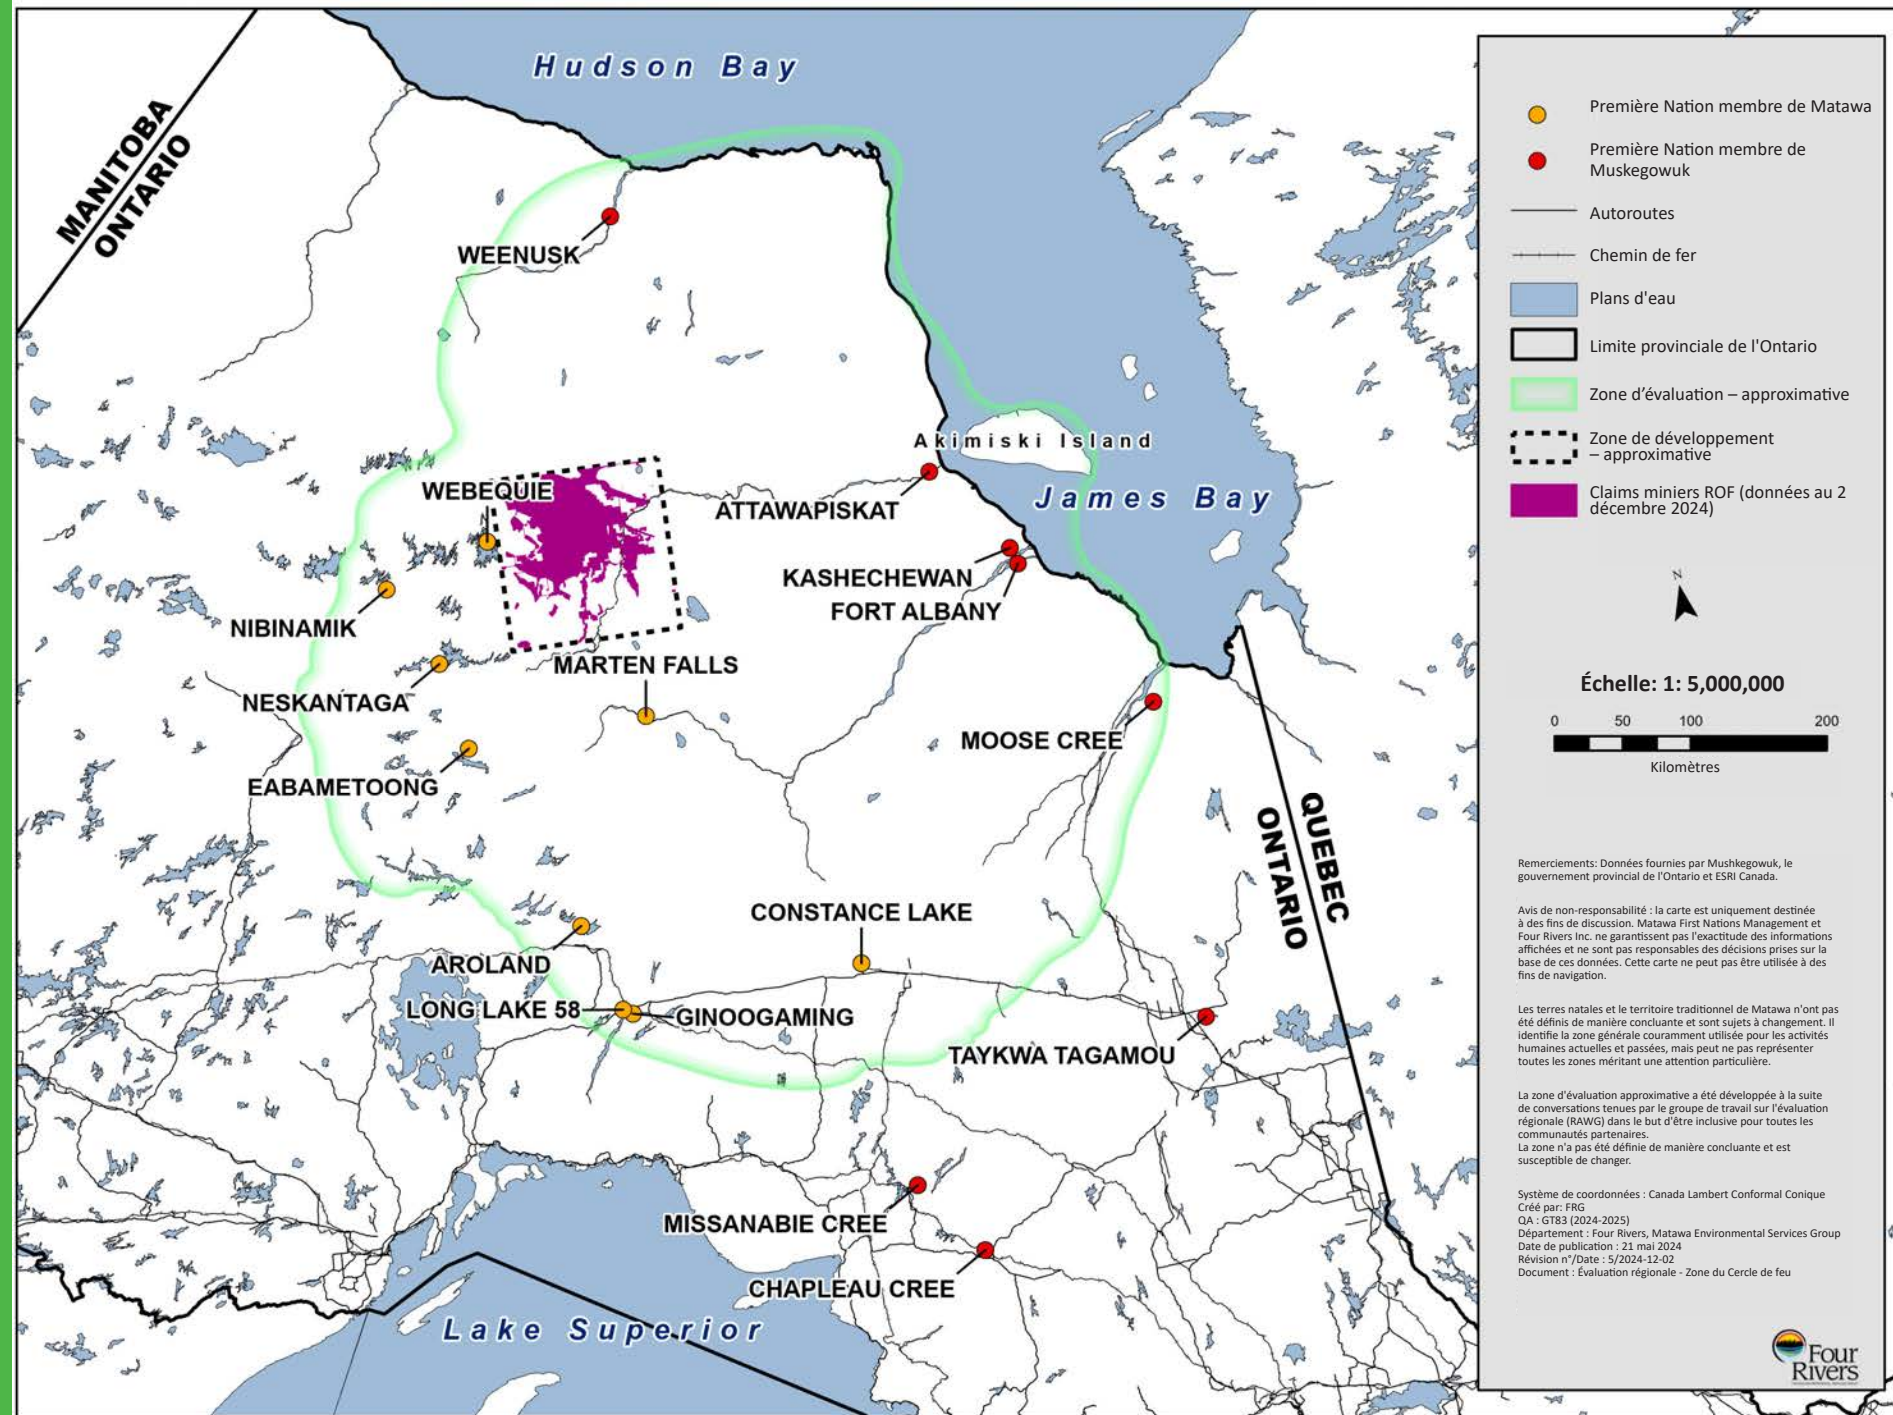 Hudson Bay
MANITOBA
ONTARIO
WEENUSK
Akimiski Island
WEBEQUIE
ATTAWAPISKAT
James Bay
KASHECHEWAN
FORT ALBANY
NIBINAMIK
MARTEN FALLS
NESKANTAGA
MOOSE CREE
EABAMETOONG
QUEBEC
ONTARIO
CONSTANCE LAKE
AROLAND
LONG LAKE 58
GINOOGAMING
TAYKWA TAGAMOU
MISSANABIE CREE
CHAPLEAU CREE
Lake Superior
Première Nation membre de Matawa
Première Nation membre de
Muskegowuk
Autoroutes
Chemin de fer
Plans d'eau
Limite provinciale de l'Ontario
Zone d’évaluation – approximative
Zone de développement
– approximative
Claims miniers ROF (données au 2
décembre 2024)
N
Échelle: 1: 5,000,000
0 50 100 200
Kilomètres
Remerciements: Données fournies par Mushkegowuk, le
gouvernement provincial de l'Ontario et ESRI Canada.
Avis de non-responsabilité : la carte est uniquement destinée
à des fins de discussion. Matawa First Nations Management et
Four Rivers Inc. ne garantissent pas l'exactitude des informations
affichées et ne sont pas responsables des décisions prises sur la
base de ces données. Cette carte ne peut pas être utilisée à des
fins de navigation.
Les terres natales et le territoire traditionnel de Matawa n'ont pas
été définis de manière concluante et sont sujets à changement. Il
identifie la zone générale couramment utilisée pour les activités
humaines actuelles et passées, mais peut ne pas représenter
toutes les zones méritant une attention particulière.
La zone d'évaluation approximative a été développée à la suite
de conversations tenues par le groupe de travail sur l'évaluation
régionale (RAWG) dans le but d'être inclusive pour toutes les
communautés partenaires.
La zone n'a pas été définie de manière concluante et est
susceptible de changer.
Système de coordonnées : Canada Lambert Conformal Conique
Créé par: FRG
QA : GT83 (2024-2025)
Département : Four Rivers, Matawa Environmental Services Group
Date de publication : 21 mai 2024
Révision n°/Date : 5/2024-12-02
Document : Évaluation régionale - Zone du Cercle de feu
Four
Rivers